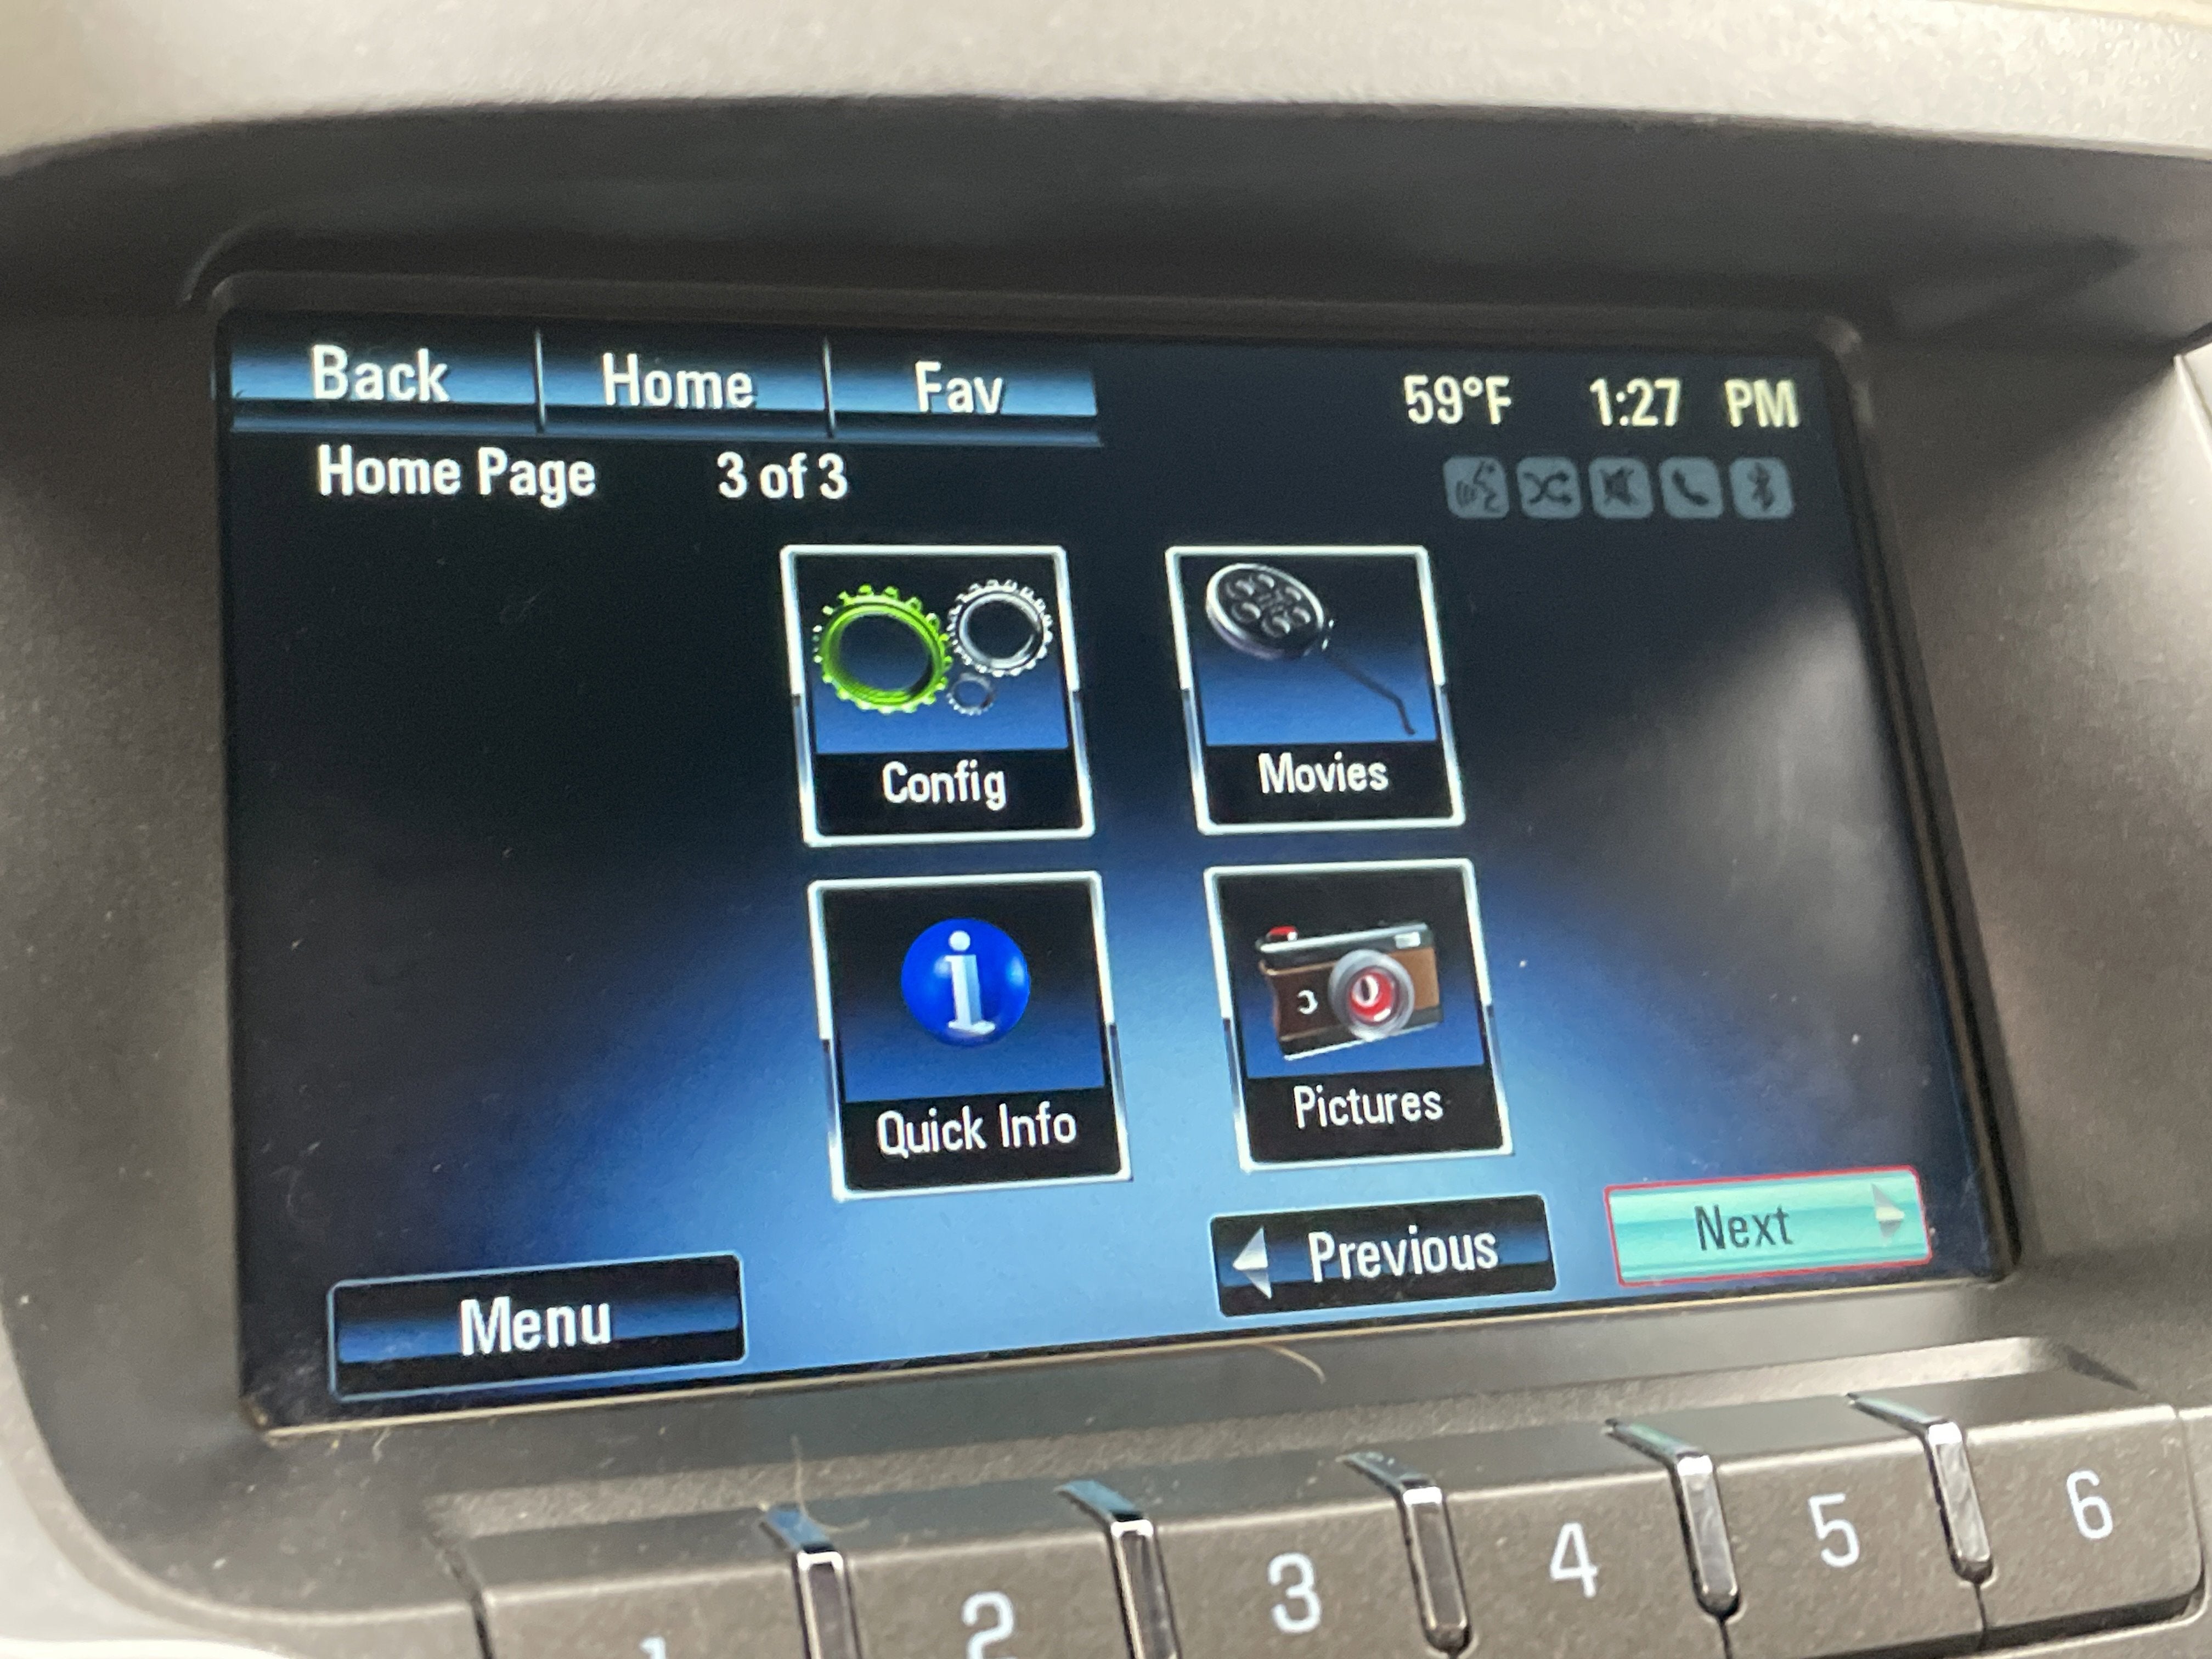 Back Home Fav 59°F 1:27 PM
Home Page 3 of 3
Config Movies
i
Quick Info Pictures
Previous Next
Menu
1 2 3 4 5 6